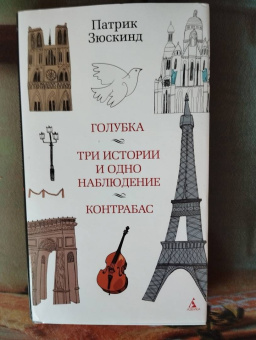 Патрик
Зюскинд
ГОЛУБКА
ТРИ ИСТОРИИ
И ОДНО
НАБЛЮДЕНИЕ
КОНТРАБАС